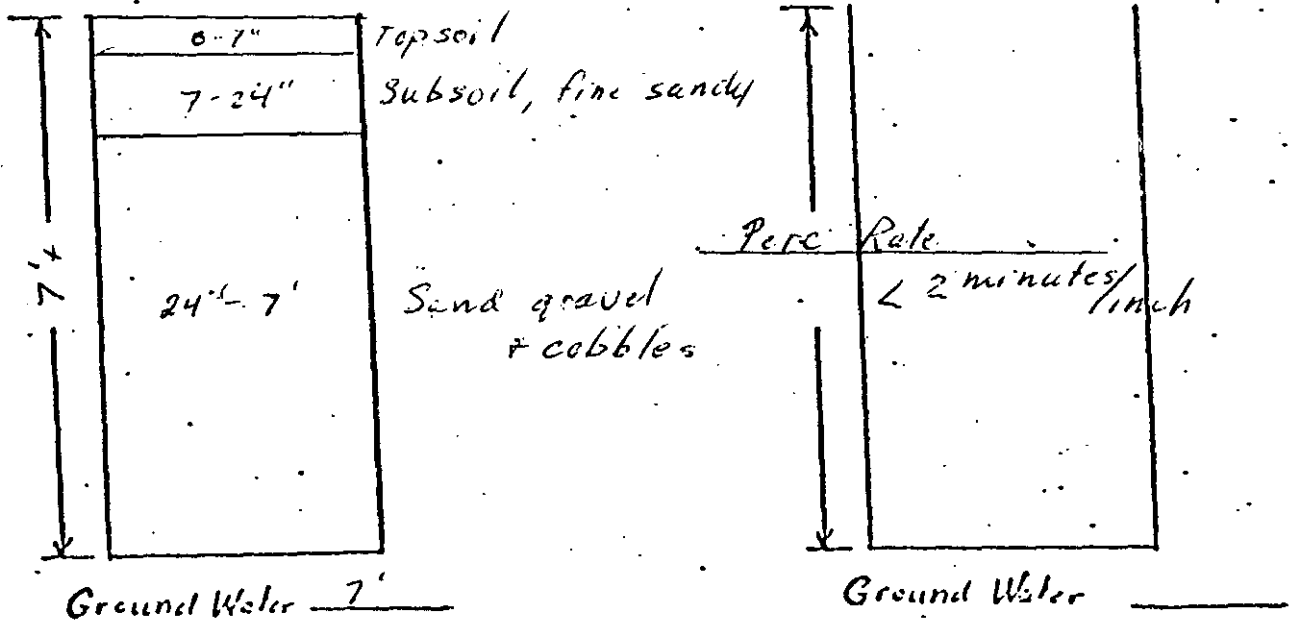 0-7" Topsoil
7-24" Subsoil, fine sandy
7'+
24"- 7' Sand gravel
+ cobbles
Ground Water 7'
Perc Rate
< 2 minutes/inch
Ground Water